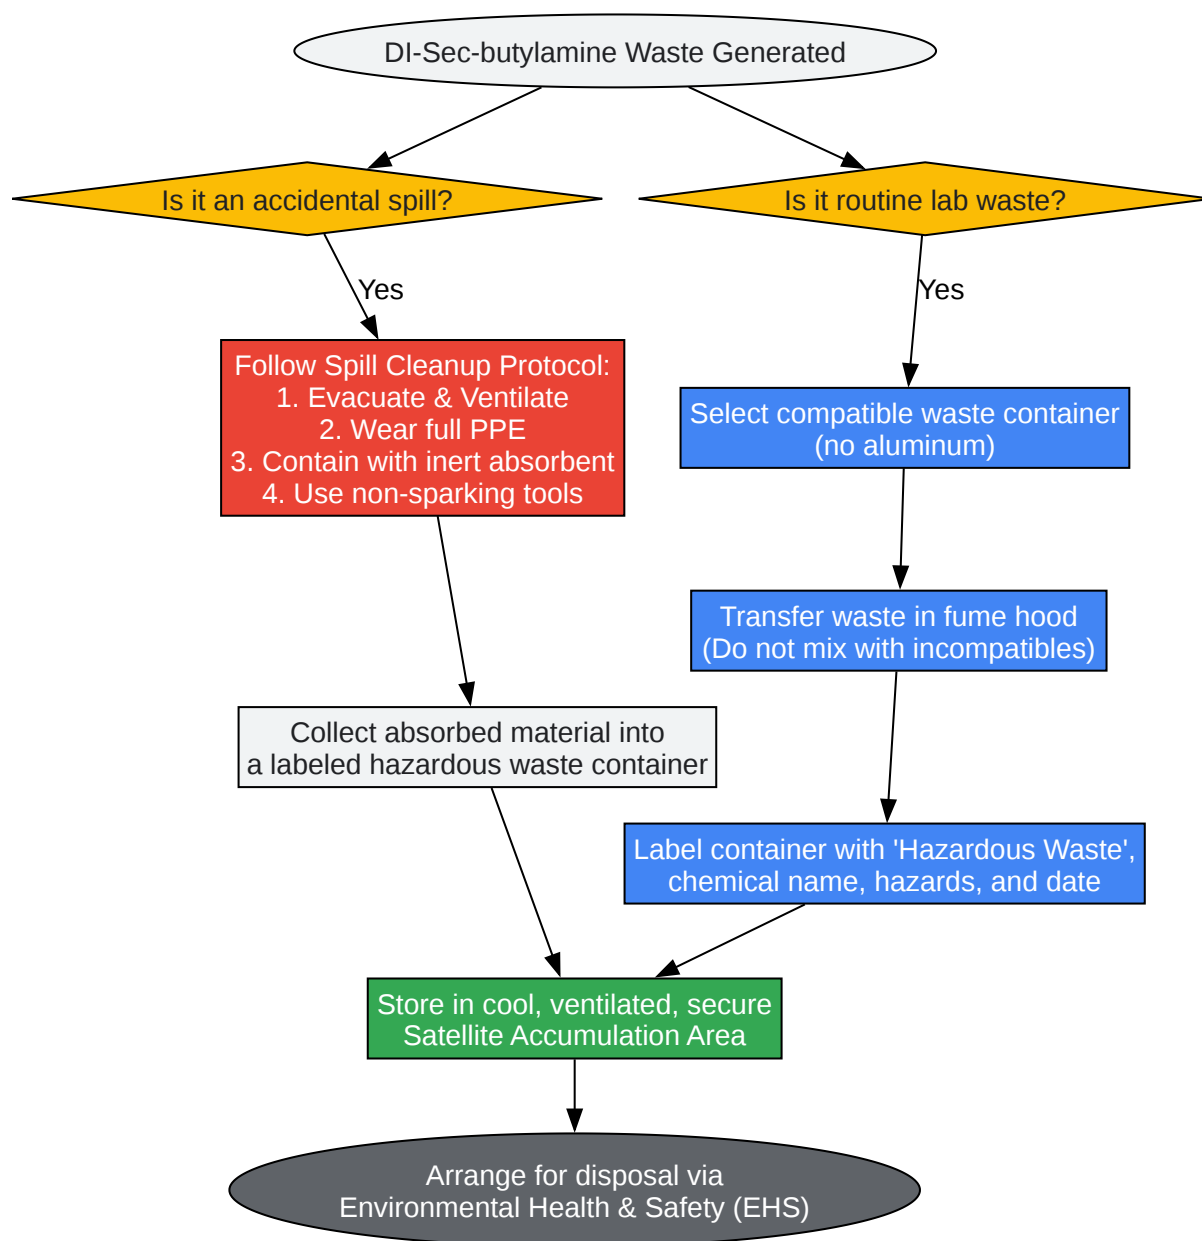 DI-Sec-butylamine Waste Generated
Is it an accidental spill?
Is it routine lab waste?
Yes
Yes
Follow Spill Cleanup Protocol:
1. Evacuate & Ventilate
2. Wear full PPE
3. Contain with inert absorbent
4. Use non-sparking tools
Select compatible waste container
(no aluminum)
Transfer waste in fume hood
(Do not mix with incompatibles)
Collect absorbed material into
a labeled hazardous waste container
Label container with 'Hazardous Waste',
chemical name, hazards, and date
Store in cool, ventilated, secure
Satellite Accumulation Area
Arrange for disposal via
Environmental Health & Safety (EHS)